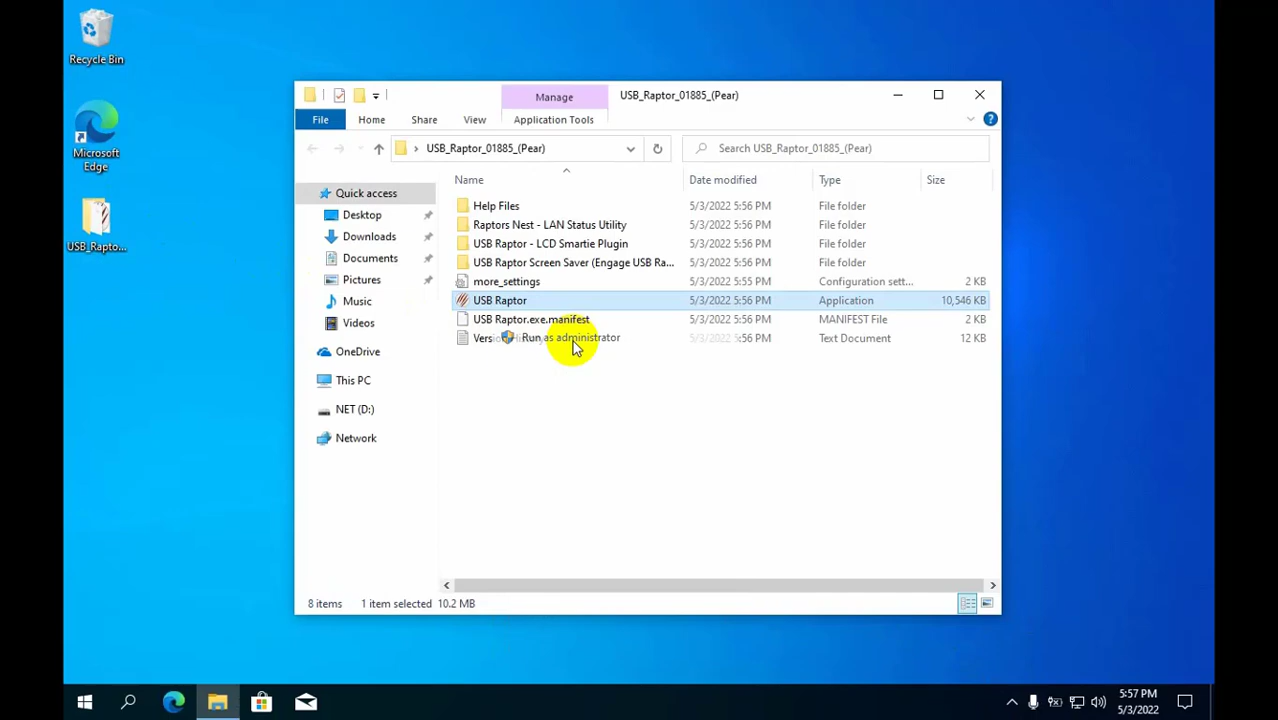 Recycle Bin
Microsoft
Edge
USB_Rapto...
Manage
USB_Raptor_01885_(Pear)
File
Home
Share
View
Application Tools
USB_Raptor_01885_(Pear)
Search USB_Raptor_01885_(Pear)
Name
Date modified
Type
Size
Quick access
Desktop
Downloads
Documents
Pictures
Music
Videos
OneDrive
This PC
NET (D:)
Network
Help Files 5/3/2022 5:56 PM File folder
Raptors Nest - LAN Status Utility 5/3/2022 5:56 PM File folder
USB Raptor - LCD Smartie Plugin 5/3/2022 5:56 PM File folder
USB Raptor Screen Saver (Engage USB Ra... 5/3/2022 5:56 PM File folder
more_settings 5/3/2022 5:55 PM Configuration sett... 2 KB
USB Raptor 5/3/2022 5:56 PM Application 10,546 KB
USB Raptor.exe.manifest 5/3/2022 5:56 PM MANIFEST File 2 KB
5/3/2022 5:56 PM Text Document 12 KB
Run as administrator
8 items 1 item selected 10.2 MB
5:57 PM
5/3/2022